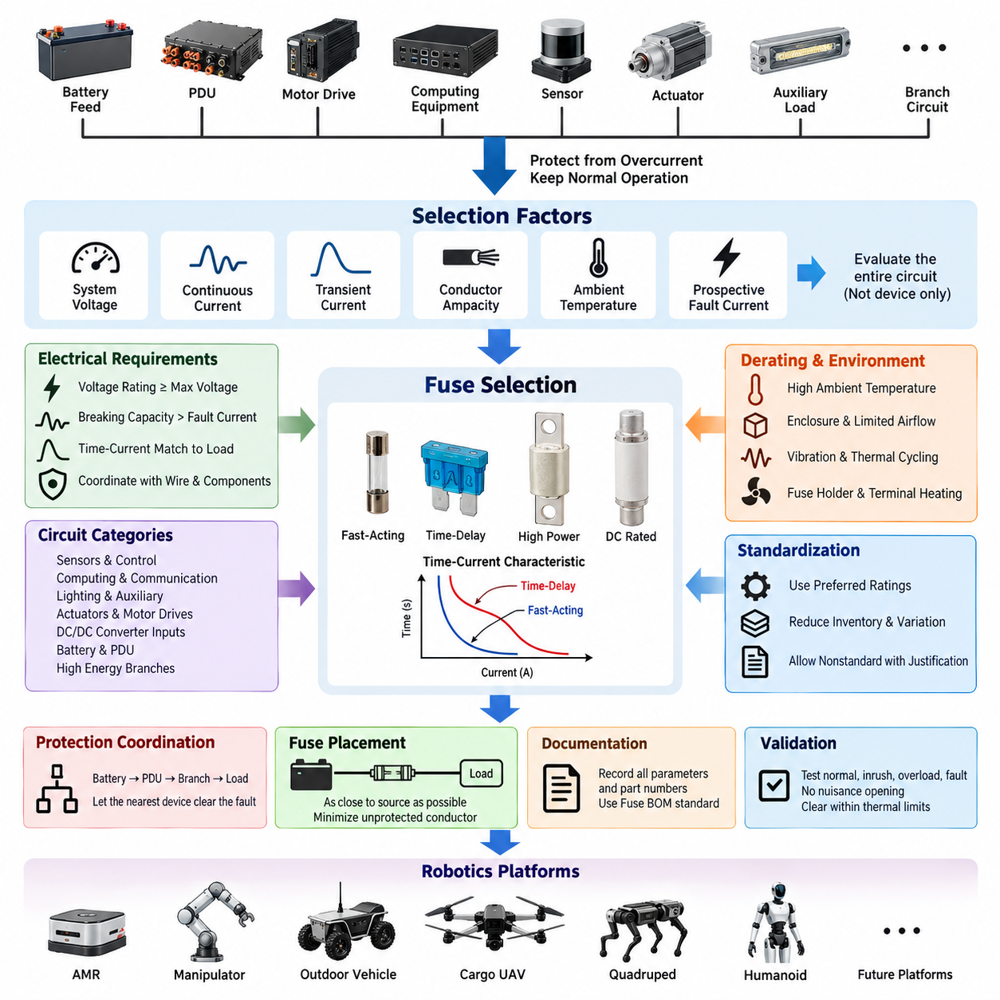 Battery
Feed
PDU
Motor Drive
Computing
Equipment
Sensor
Actuator
Auxiliary
Load
Branch
Circuit
Protect from Overcurrent
Keep Normal Operation
Selection Factors
System
Voltage
Continuous
Current
Transient
Current
Conductor
Ampacity
Ambient
Temperature
Prospective
Fault Current
Evaluate the
entire circuit
(Not device only)
Electrical Requirements
Voltage Rating ≥ Max Voltage
Breaking Capacity > Fault Current
Time-Current Match to Load
Coordinate with Wire & Components
Circuit Categories
Sensors & Control
Computing & Communication
Lighting & Auxiliary
Actuators & Motor Drives
DC/DC Converter Inputs
Battery & PDU
High Energy Branches
Fuse Selection
Fast-Acting
Time-Delay
High Power
DC Rated
Time-Current Characteristic
Time-Delay
Fast-Acting
Time (s)
Current (A)
Derating & Environment
High Ambient Temperature
Enclosure & Limited Airflow
Vibration & Thermal Cycling
Fuse Holder & Terminal Heating
Standardization
Use Preferred Ratings
Reduce Inventory & Variation
Allow Nonstandard with Justification
Protection Coordination
Battery → PDU → Branch → Load
Let the nearest device clear the fault
Fuse Placement
Load
As close to source as possible
Minimize unprotected conductor
Documentation
Record all parameters
and part numbers
Use Fuse BOM standard
Validation
Test normal, inrush, overload, fault
No nuisance opening
Clear within thermal limits
Robotics Platforms
AMR
Manipulator
Outdoor Vehicle
Cargo UAV
Quadruped
Humanoid
Future Platforms